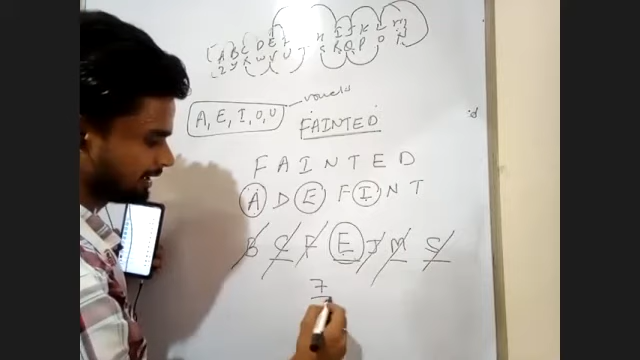 A B C D E F H I J K L M
Z Y X W V U S R Q P O N
A, E, I, O, U vowels
FAINTED
F A I N T E D
A D E F I N T
B C F E J M S
7